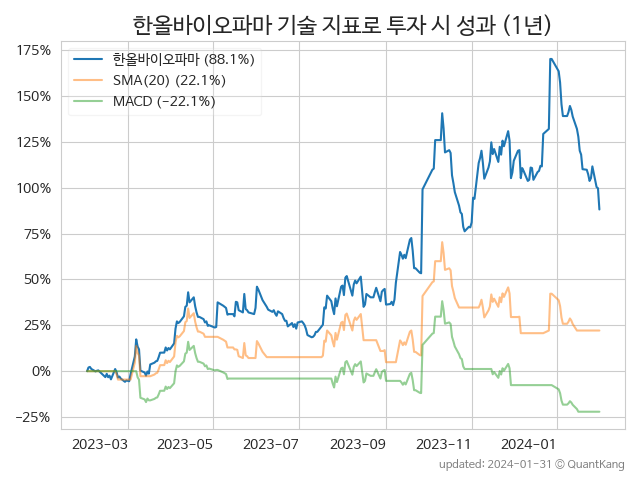 한올바이오파마 기술 지표로 투자 시 성과 (1년)
한올바이오파마 (88.1%)
SMA(20) (22.1%)
MACD (−22.1%)
175%
150%
125%
100%
75%
50%
25%
0%
−25%
2023-03 2023-05 2023-07 2023-09 2023-11 2024-01
updated: 2024-01-31 © QuantKang